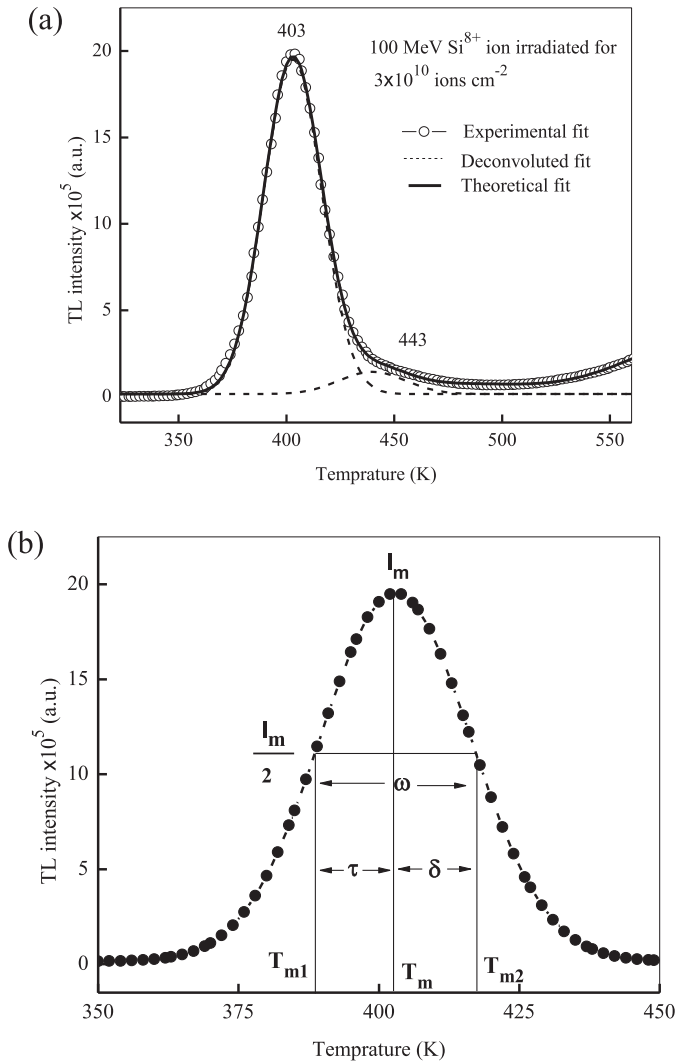 (a)
403
100 MeV Si8+ ion irradiated for
3x10^10 ions cm-2
Experimental fit
Deconvoluted fit
Theoretical fit
443
20
15
10
5
0
TL intensity x10^5 (a.u.)
350 400 450 500 550
Temprature (K)
(b)
Im
20
15
10
5
0
TL intensity x10^5 (a.u.)
Im
2
ω
τ δ
Tm1 Tm Tm2
350 375 400 425 450
Temprature (K)